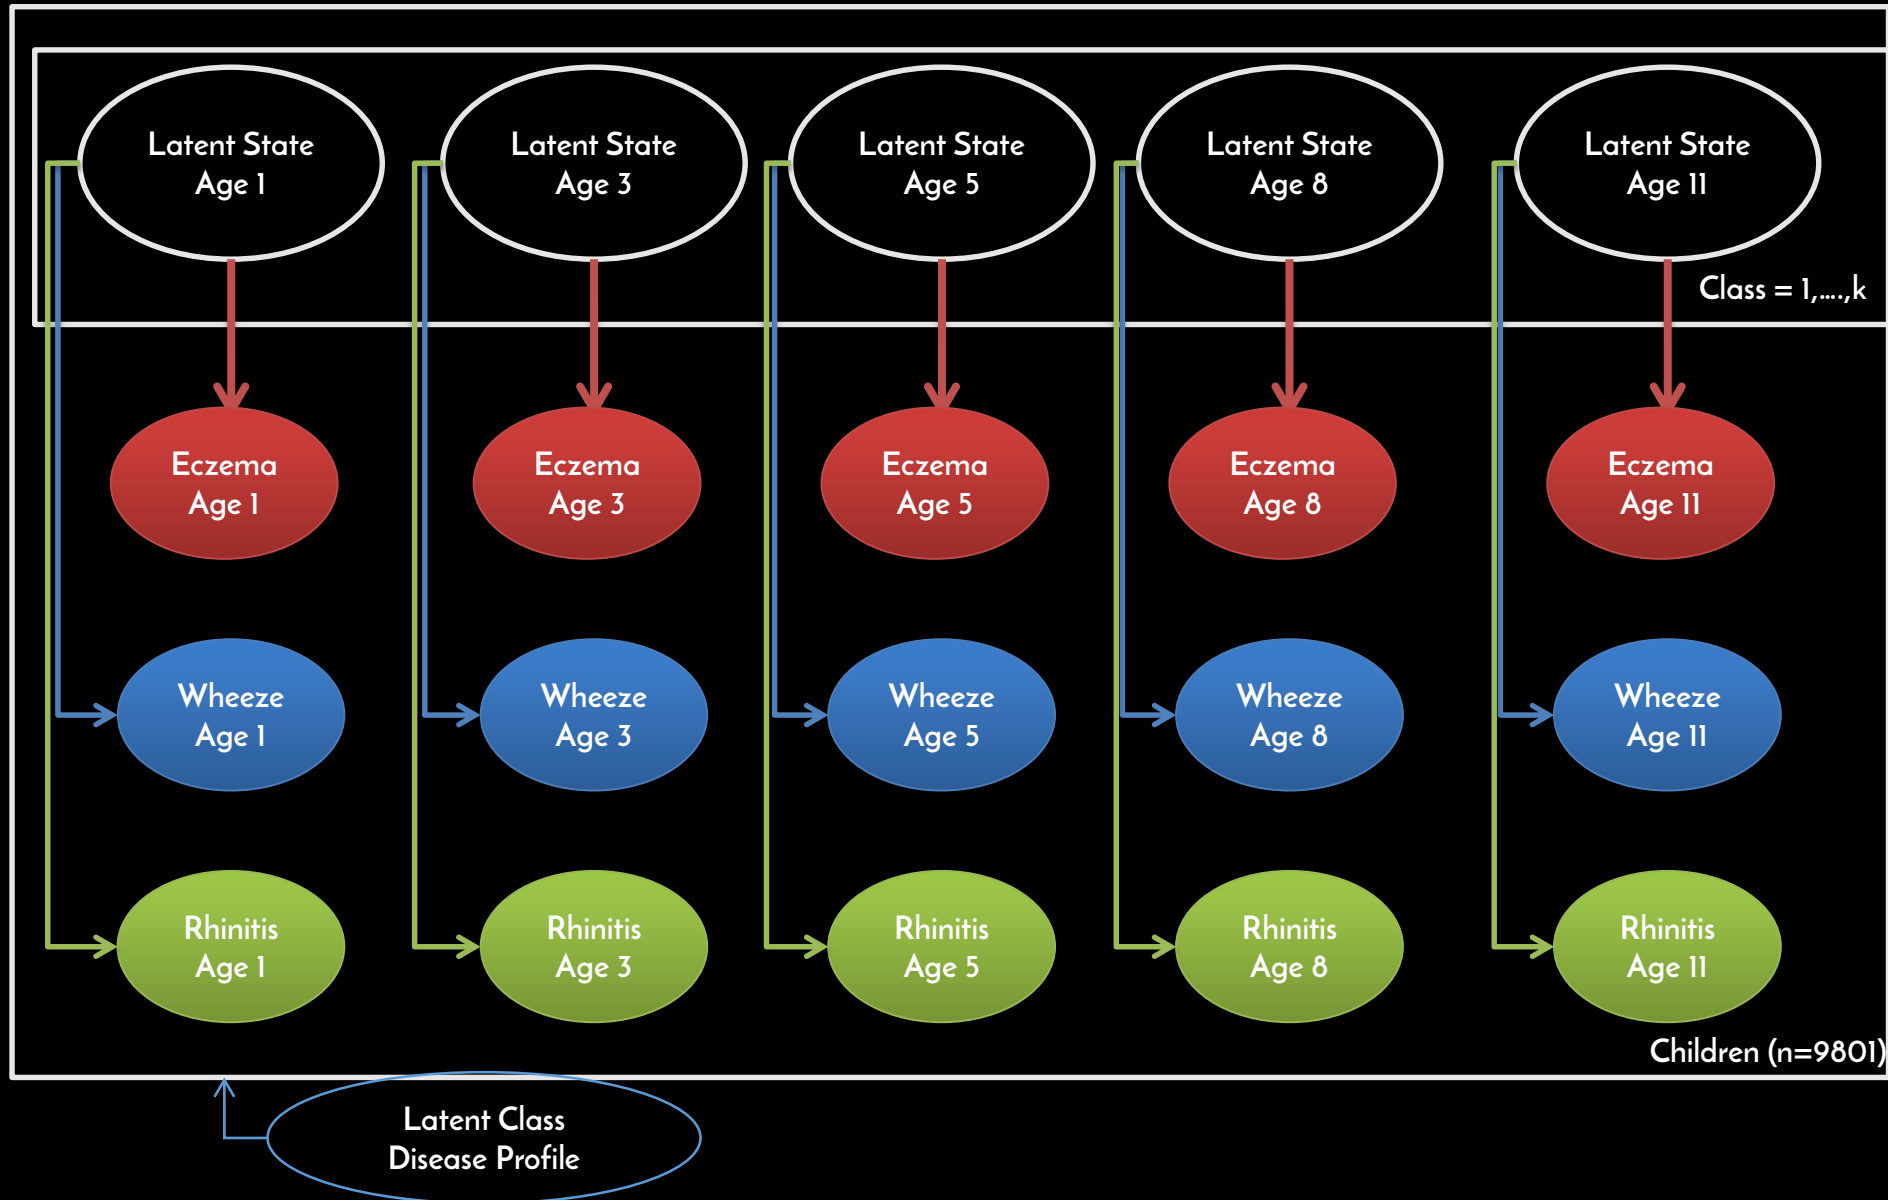 Latent State
Age 1
Latent State
Age 3
Latent State
Age 5
Latent State
Age 8
Latent State
Age 11
Class = 1,....,k
Eczema
Age 1
Eczema
Age 3
Eczema
Age 5
Eczema
Age 8
Eczema
Age 11
Wheeze
Age 1
Wheeze
Age 3
Wheeze
Age 5
Wheeze
Age 8
Wheeze
Age 11
Rhinitis
Age 1
Rhinitis
Age 3
Rhinitis
Age 5
Rhinitis
Age 8
Rhinitis
Age 11
Children (n=9801)
Latent Class
Disease Profile